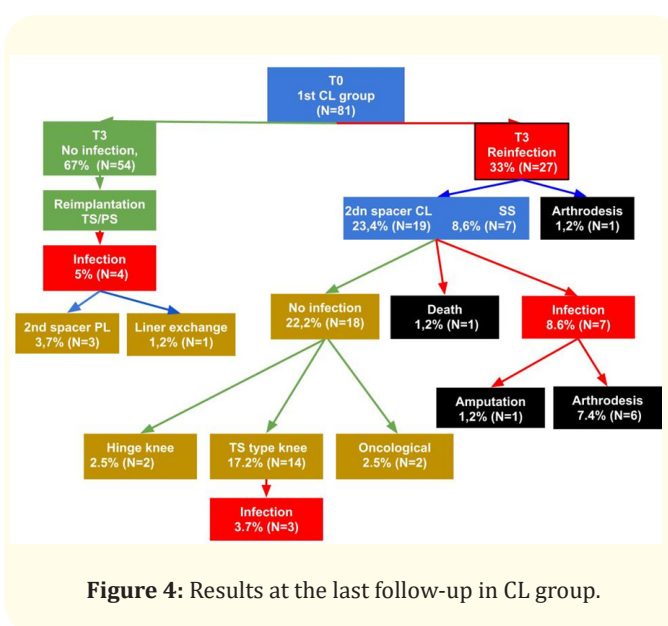 T0
1st CL group
(N=81)
T3
No infection,
67% (N=54)
T3
Reinfection
33% (N=27)
Reimplantation
TS/PS
2dn spacer CL SS
23,4% (N=19) 8,6% (N=7)
Arthrodesis
1,2% (N=1)
Infection
5% (N=4)
2nd spacer PL
3,7% (N=3)
Liner exchange
1,2% (N=1)
No infection
22,2% (N=18)
Death
1,2% (N=1)
Infection
8.6% (N=7)
Amputation
1,2% (N=1)
Arthrodesis
7.4% (N=6)
Hinge knee
2.5% (N=2)
TS type knee
17.2% (N=14)
Oncological
2.5% (N=2)
Infection
3.7% (N=3)
Figure 4: Results at the last follow-up in CL group.